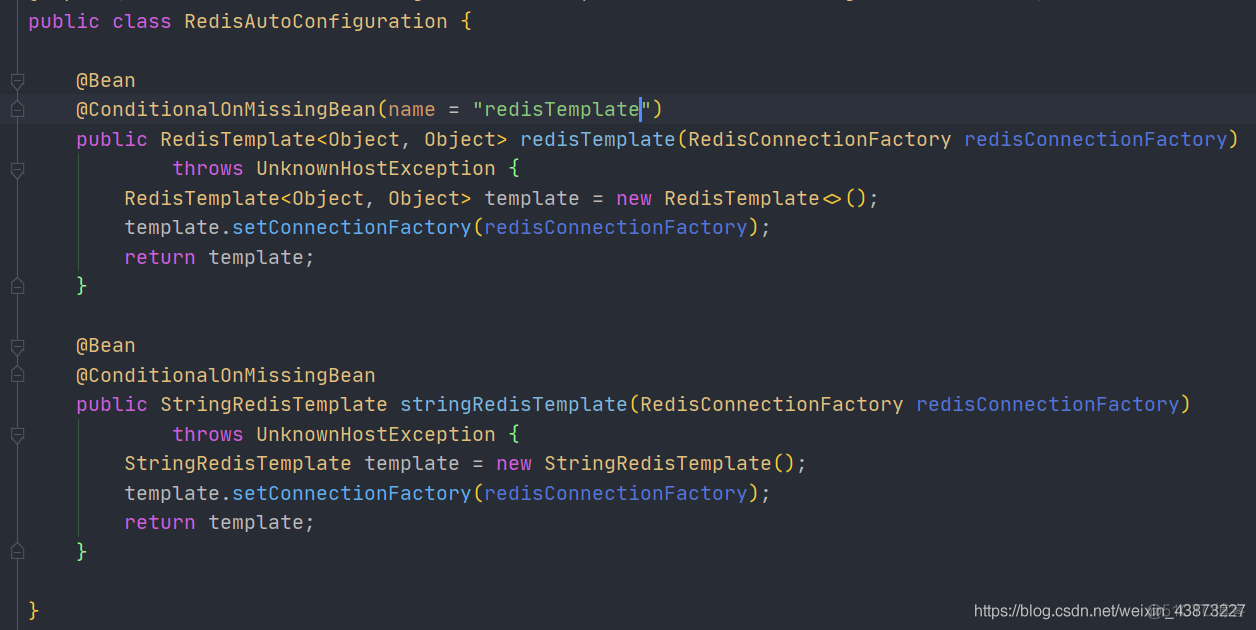 public class RedisAutoConfiguration {
@Bean
@ConditionalOnMissingBean(name = "redisTemplate")
public RedisTemplate<Object, Object> redisTemplate(RedisConnectionFactory redisConnectionFactory)
throws UnknownHostException {
RedisTemplate<Object, Object> template = new RedisTemplate<>();
template.setConnectionFactory(redisConnectionFactory);
return template;
}
@Bean
@ConditionalOnMissingBean
public StringRedisTemplate stringRedisTemplate(RedisConnectionFactory redisConnectionFactory)
throws UnknownHostException {
StringRedisTemplate template = new StringRedisTemplate();
template.setConnectionFactory(redisConnectionFactory);
return template;
}
}
https://blog.csdn.net/weixin_43873227